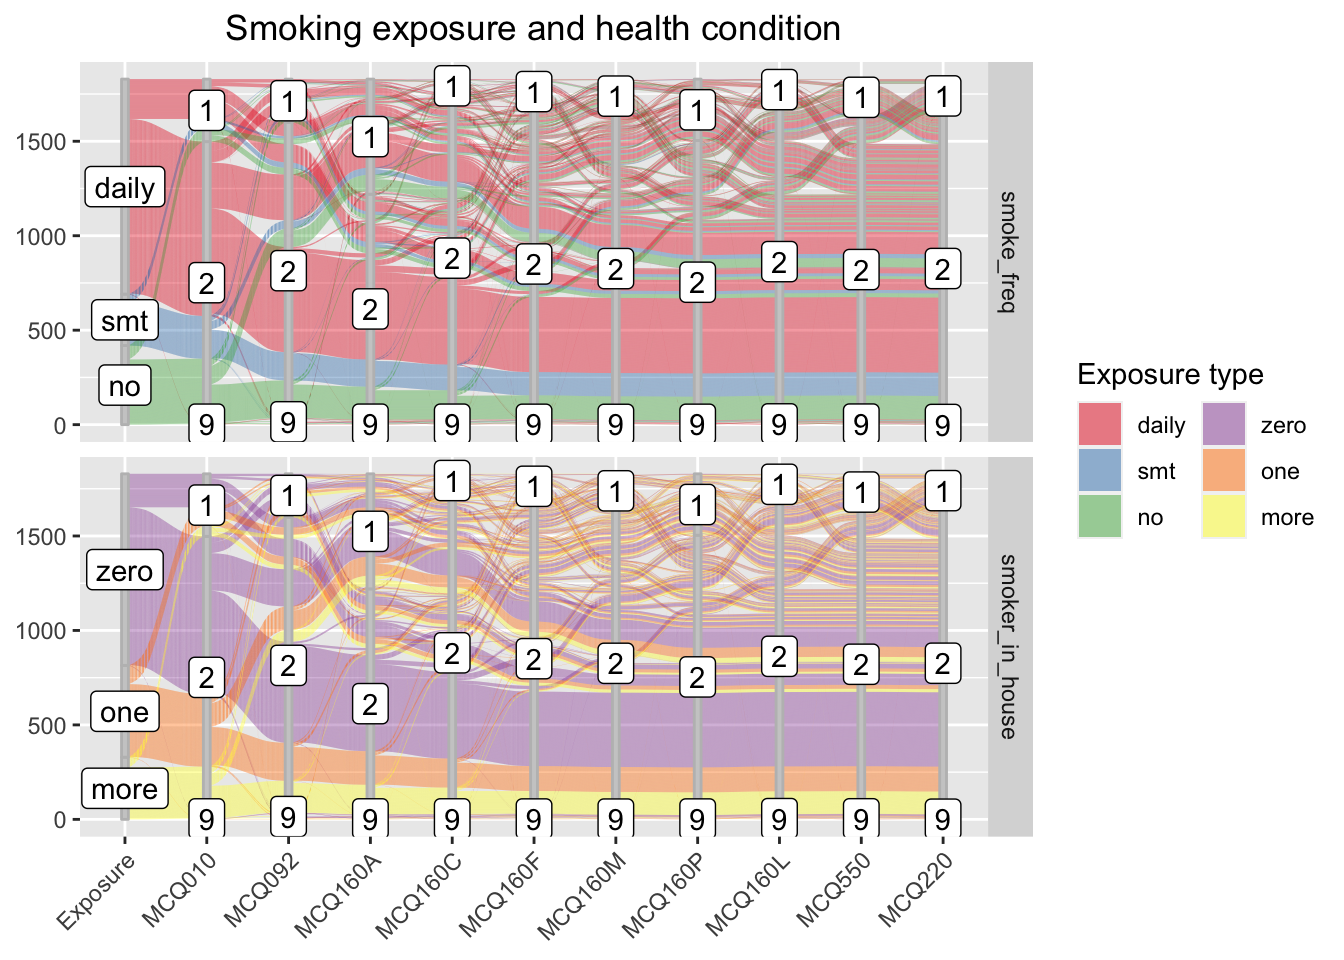 Smoking exposure and health condition
1500
1000
500
0
daily
smt
no
1 1 1 1 1 1 1 1 1 1
2 2 2 2 2 2 2 2 2 2
9 9 9 9 9 9 9 9 9 9
smoke_freq
1500
1000
500
0
zero
one
more
1 1 1 1 1 1 1 1 1 1
2 2 2 2 2 2 2 2 2 2
9 9 9 9 9 9 9 9 9 9
smoker_in_house
Exposure
MCQ010
MCQ092
MCQ160A
MCQ160C
MCQ160F
MCQ160M
MCQ160P
MCQ160L
MCQ550
MCQ220
Exposure type
daily zero
smt one
no more